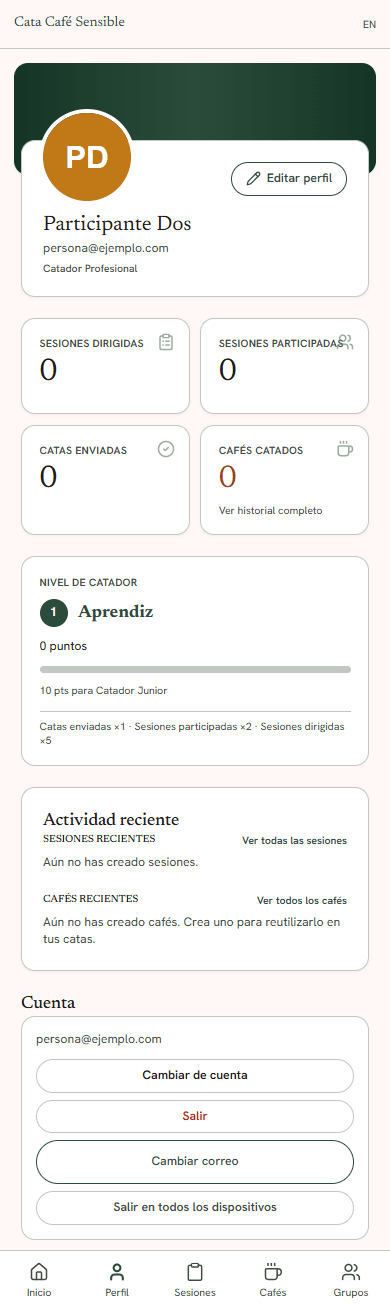 Cata Café Sensible
EN
PD
Editar perfil
Participante Dos
persona@ejemplo.com
Catador Profesional
SESIONES DIRIGIDAS
0
SESIONES PARTICIPADAS
0
CATAS ENVIADAS
0
CAFÉS CATADOS
0
Ver historial completo
NIVEL DE CATADOR
1
Aprendiz
0 puntos
10 pts para Catador Junior
Catas enviadas ×1 · Sesiones participadas ×2 · Sesiones dirigidas
×5
Actividad reciente
SESIONES RECIENTES
Ver todas las sesiones
Aún no has creado sesiones.
CAFÉS RECIENTES
Ver todos los cafés
Aún no has creado cafés. Crea uno para reutilizarlo en
tus catas.
Cuenta
persona@ejemplo.com
Cambiar de cuenta
Salir
Cambiar correo
Salir en todos los dispositivos
Inicio
Perfil
Sesiones
Cafés
Grupos